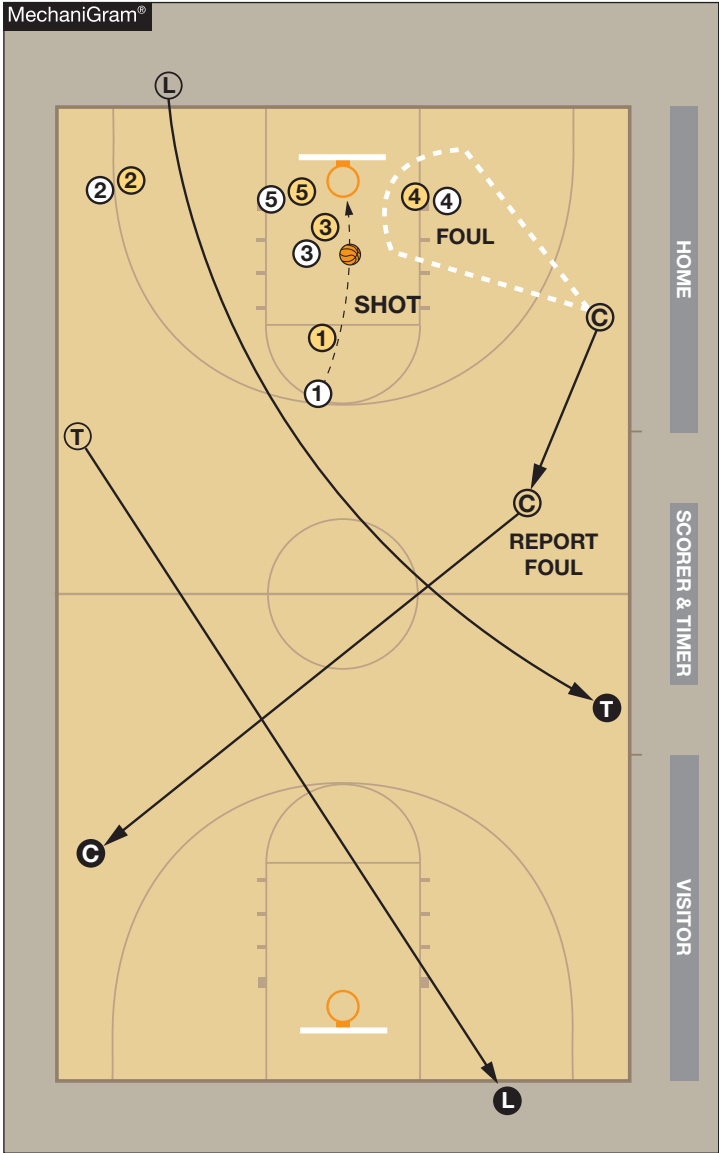 MechaniGram®
L
2
2
5
5
4
4
3
3
FOUL
HOME
SHOT
C
1
1
T
C
REPORT
FOUL
SCORER & TIMER
T
C
VISITOR
L